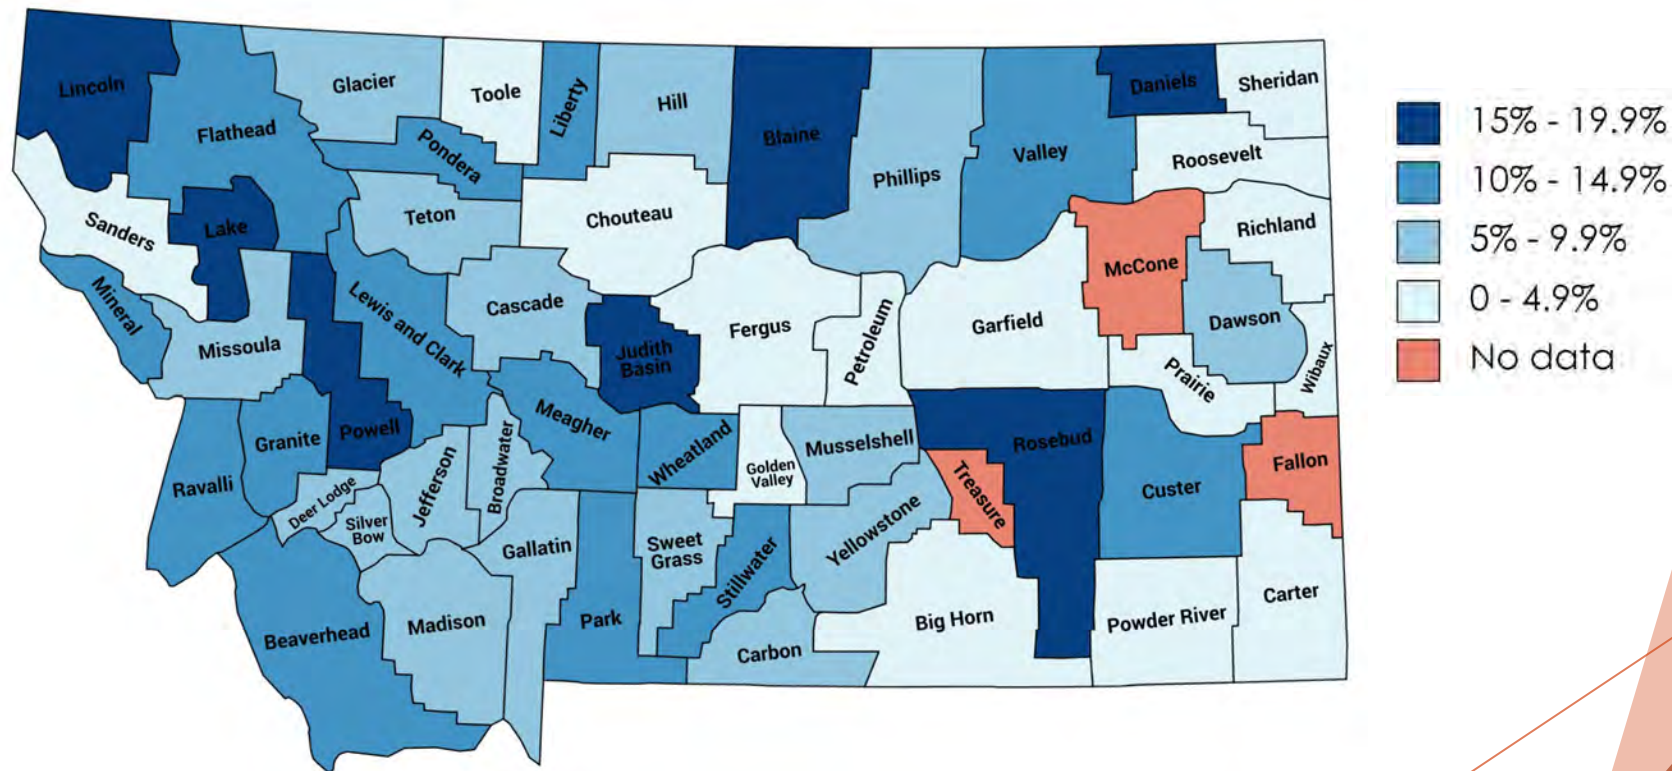 Lincoln
Flathead
Glacier
Toole
Liberty
Hill
Blaine
Phillips
Valley
Daniels
Sheridan
Roosevelt
Pondera
Teton
Chouteau
Richland
Sanders
Lake
McCone
Mineral
Missoula
Lewis and Clark
Cascade
Judith
Basin
Fergus
Petroleum
Garfield
Dawson
Prairie
Wibaux
Ravalli
Granite
Powell
Meagher
Wheatland
Golden
Valley
Musselshell
Rosebud
Treasure
Custer
Fallon
Deer Lodge
Silver
Bow
Jefferson
Broadwater
Gallatin
Sweet
Grass
Stillwater
Yellowstone
Beaverhead
Madison
Park
Carbon
Big Horn
Powder River
Carter
15% - 19.9%
10% - 14.9%
5% - 9.9%
0 - 4.9%
No data